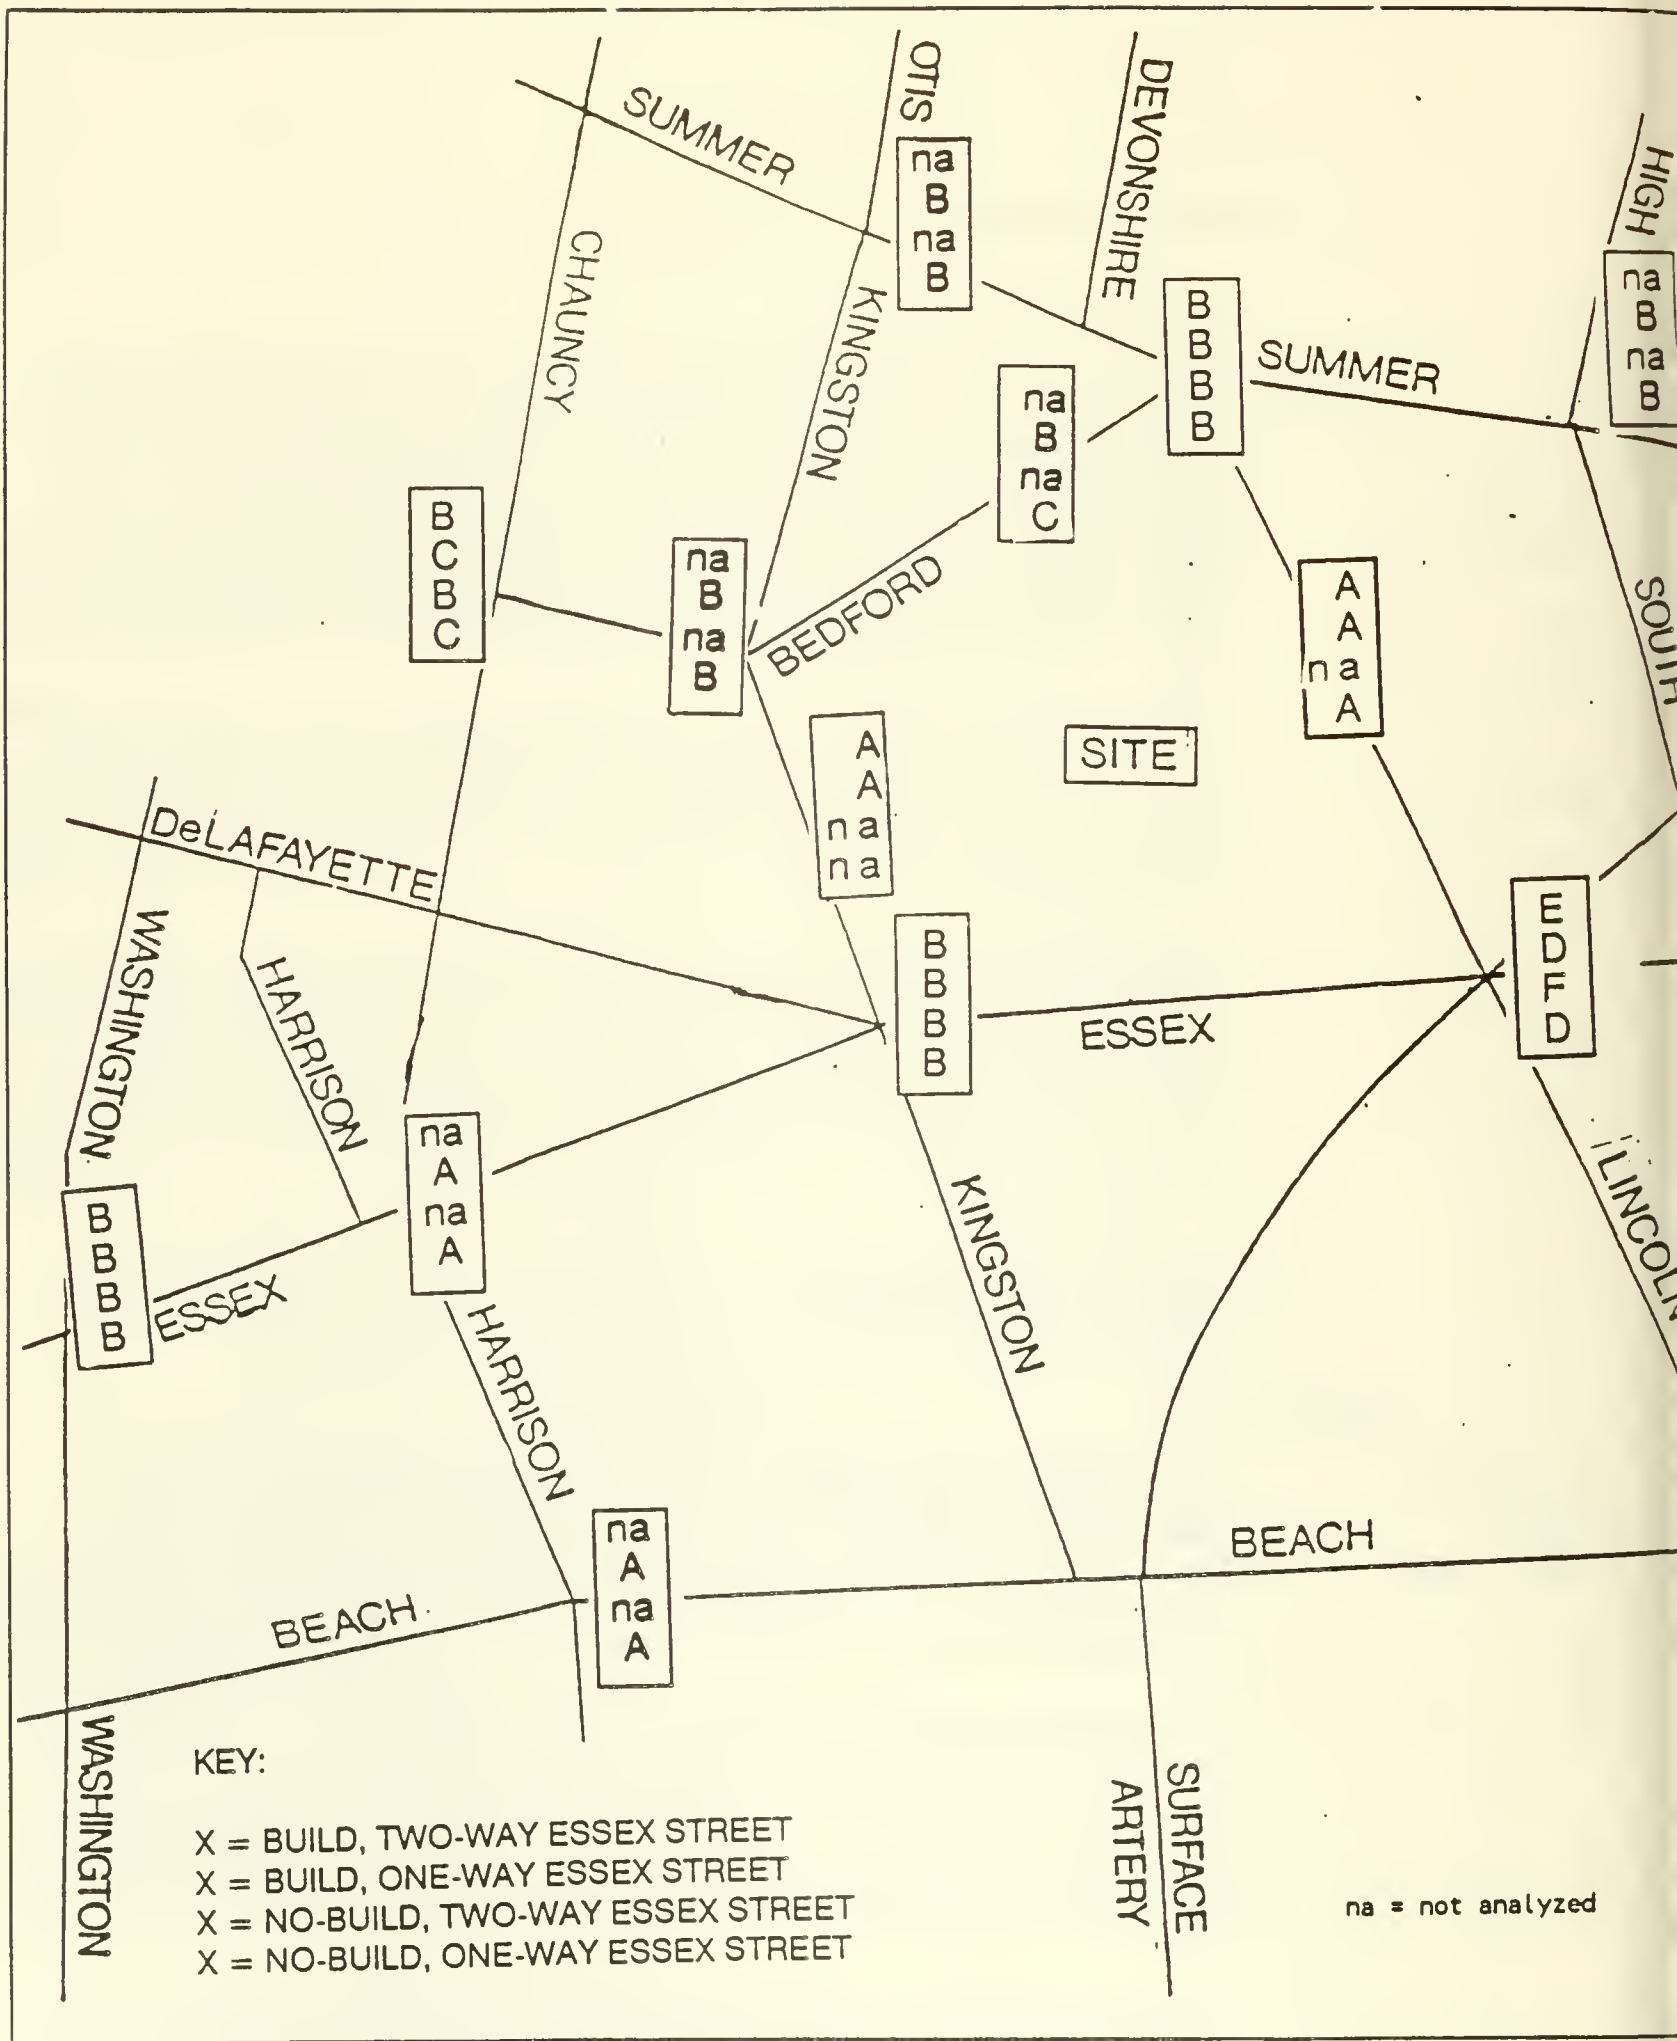 SUMMER
OTIS
DEVONSHIRE
HIGH
na
B
na
B
CHAUNCY
KINGSTON
B
B
B
B
SUMMER
na
B
na
B
na
B
na
C
B
C
B
C
na
B
na
B
BEDFORD
A
A
na
A
SOUTH
A
A
na
na
SITE
DeLAFAYETTE
WASHINGTON
HARRISON
B
B
B
B
ESSEX
E
D
D
LINCOLN
na
A
na
A
B
B
B
B
ESSEX
HARRISON
KINGSTON
na
A
na
A
BEACH
BEACH
WASHINGTON
SURFACE
ARTERY
KEY:
X = BUILD, TWO-WAY ESSEX STREET
X = BUILD, ONE-WAY ESSEX STREET
X = NO-BUILD, TWO-WAY ESSEX STREET
X = NO-BUILD, ONE-WAY ESSEX STREET
na = not analyzed